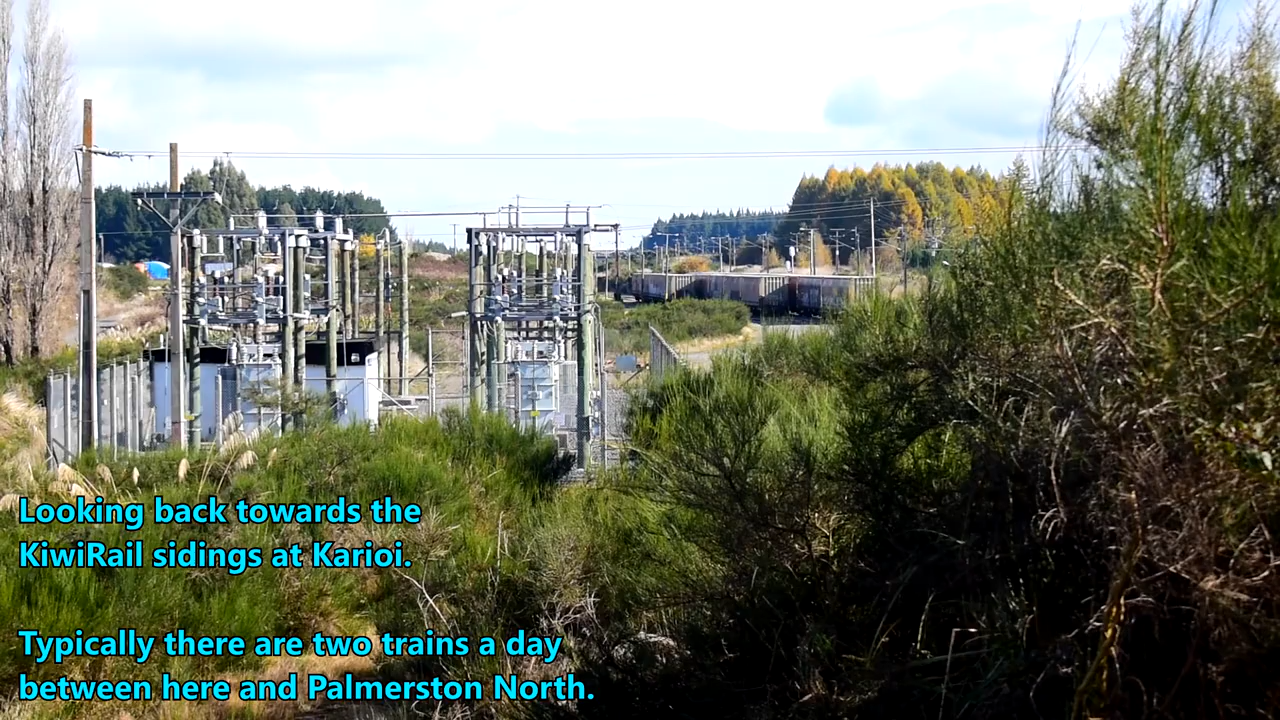 Looking back towards the
KiwiRail sidings at Karioi.
Typically there are two trains a day
between here and Palmerston North.